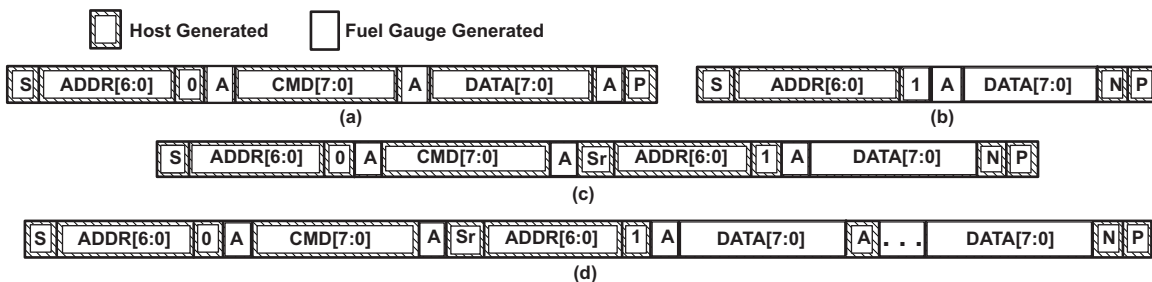 Host Generated Fuel Gauge Generated
S ADDR[6:0] 0 A CMD[7:0] A DATA[7:0] A P S ADDR[6:0] 1 A DATA[7:0] N P
(a) (b)
S ADDR[6:0] 0 A CMD[7:0] A Sr ADDR[6:0] 1 A DATA[7:0] N P
(c)
S ADDR[6:0] 0 A CMD[7:0] A Sr ADDR[6:0] 1 A DATA[7:0] A . . . DATA[7:0] N P
(d)